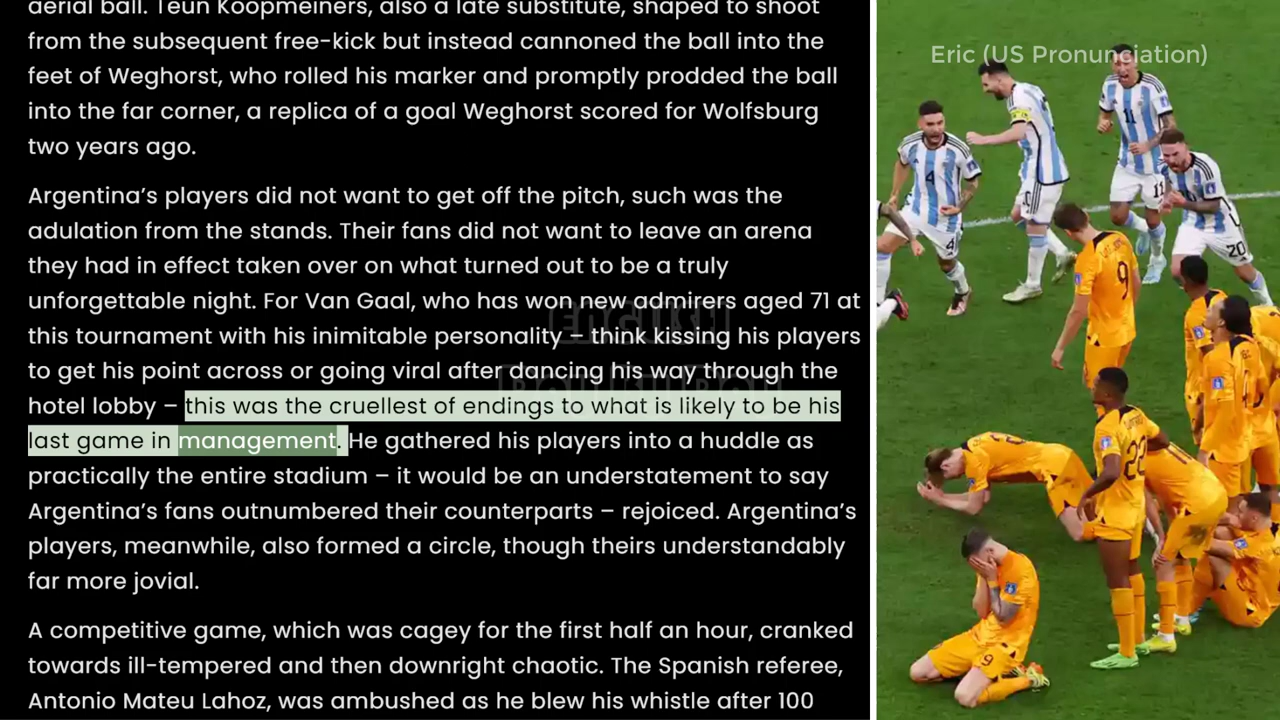 aerial ball. Teun Koopmeiners, also a late substitute, shaped to shoot
from the subsequent free-kick but instead cannoned the ball into the
feet of Weghorst, who rolled his marker and promptly prodded the ball
into the far corner, a replica of a goal Weghorst scored for Wolfsburg
two years ago.
Argentina’s players did not want to get off the pitch, such was the
adulation from the stands. Their fans did not want to leave an arena
they had in effect taken over on what turned out to be a truly
unforgettable night. For Van Gaal, who has won new admirers aged 71 at
this tournament with his inimitable personality – think kissing his players
to get his point across or going viral after dancing his way through the
hotel lobby – this was the cruellest of endings to what is likely to be his
last game in management. He gathered his players into a huddle as
practically the entire stadium – it would be an understatement to say
Argentina’s fans outnumbered their counterparts – rejoiced. Argentina’s
players, meanwhile, also formed a circle, though theirs understandably
far more jovial.
A competitive game, which was cagey for the first half an hour, cranked
towards ill-tempered and then downright chaotic. The Spanish referee,
Antonio Mateu Lahoz, was ambushed as he blew his whistle after 100
Eric (US Pronunciation)
4
11
20
9
22
9